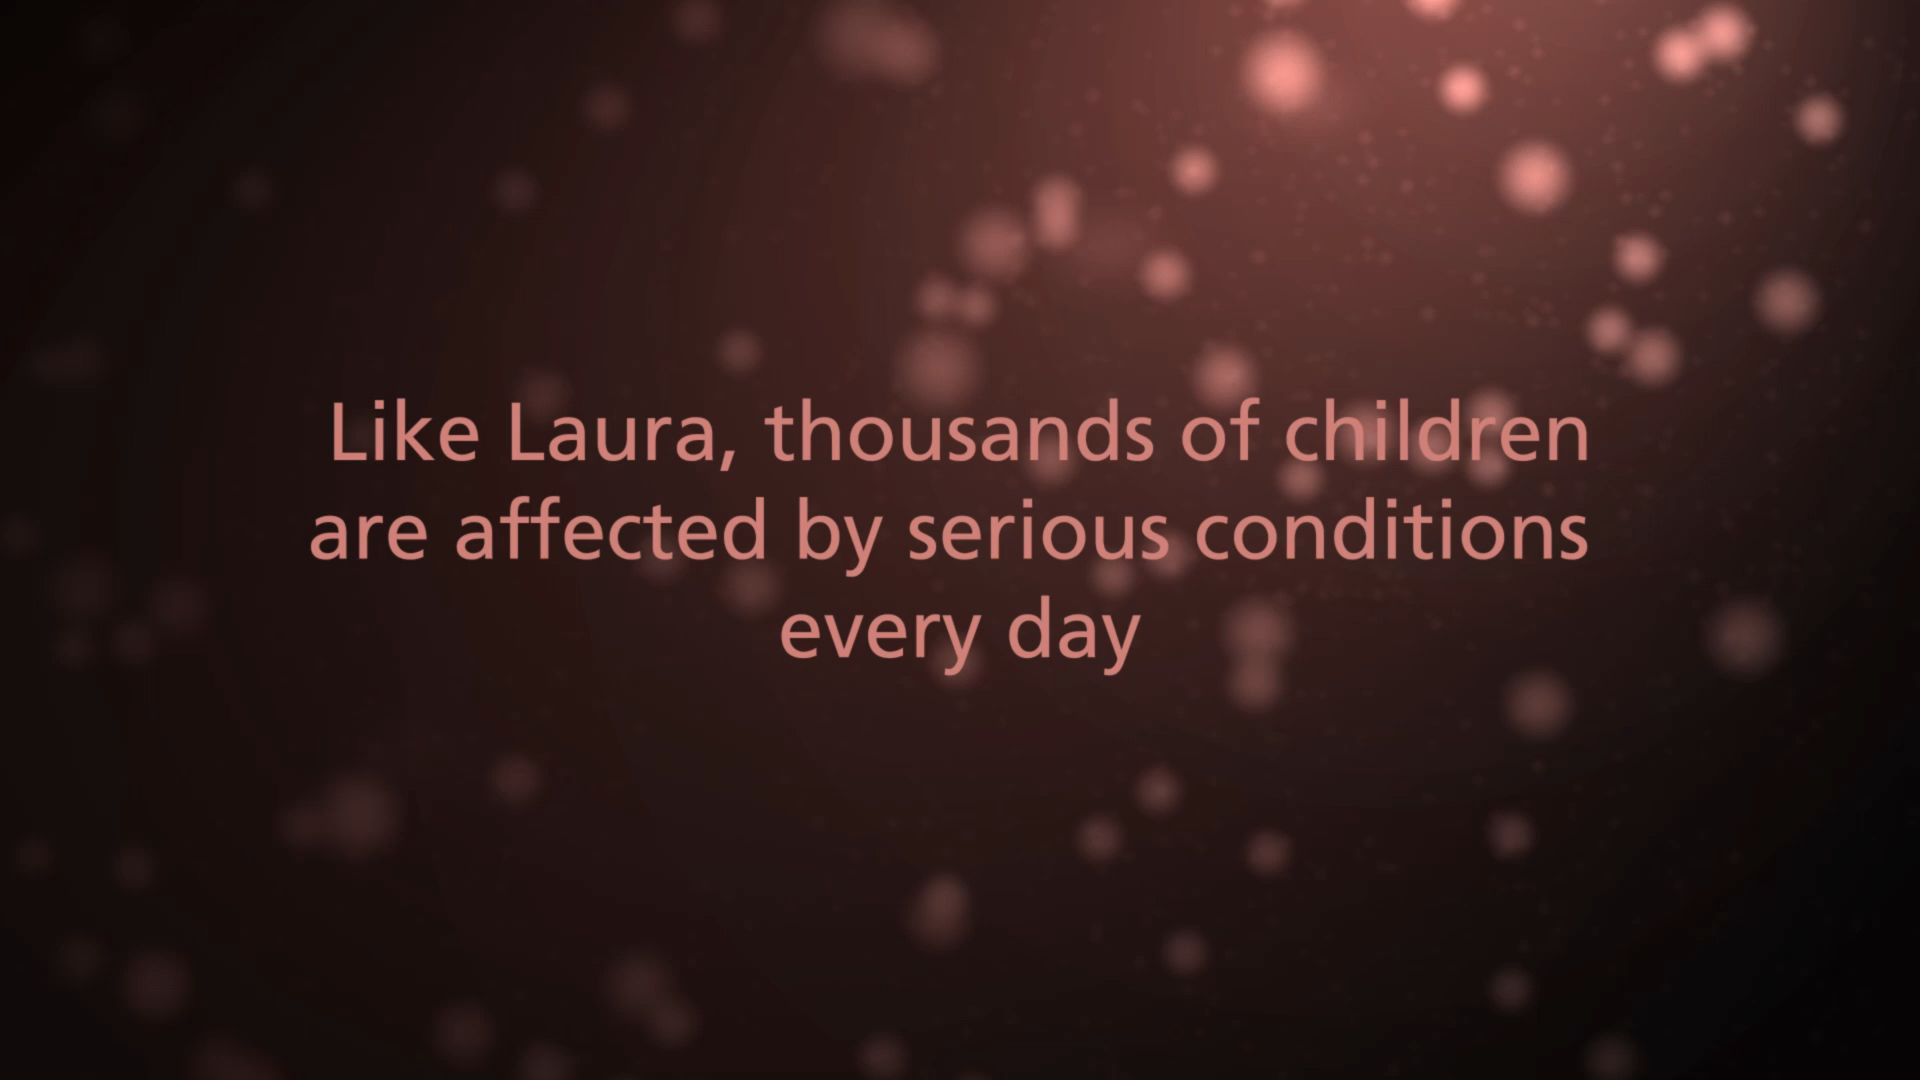 Like Laura, thousands of children
are affected by serious conditions
every day